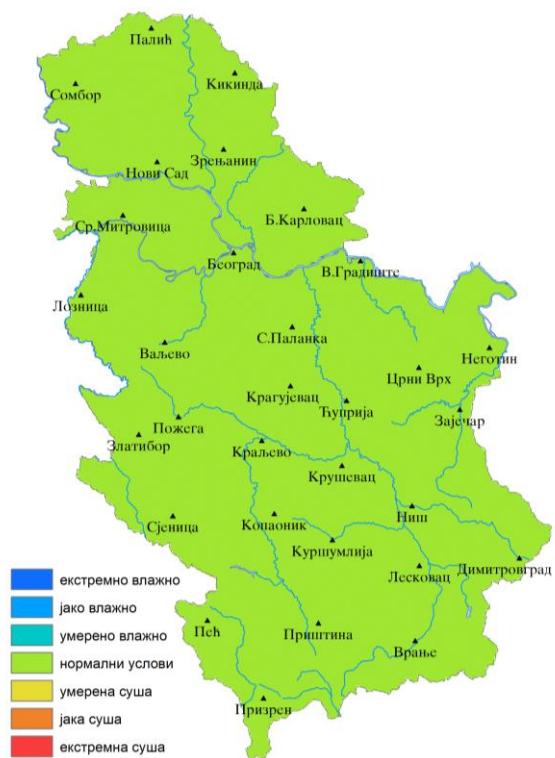 Палић
Кикинда
Сомбор
Зрењанин
Нови Сад
Б.Карловац
Ср.Митровица
Београд
В.Градиште
Лозница
С.Паланка
Ваљево
Неготин
Црни Врх
Крагујевац
Ћуприја
Зајечар
Пожега
Златибор
Краљево
Крушевац
Ниш
Сјеница
Копаоник
Куршумлија
Лесковац
Димитровград
Пећ
Приштина
Врање
Призрен
екстремно влажно
јако влажно
умерено влажно
нормални услови
умерена суша
јака суша
екстремна суша